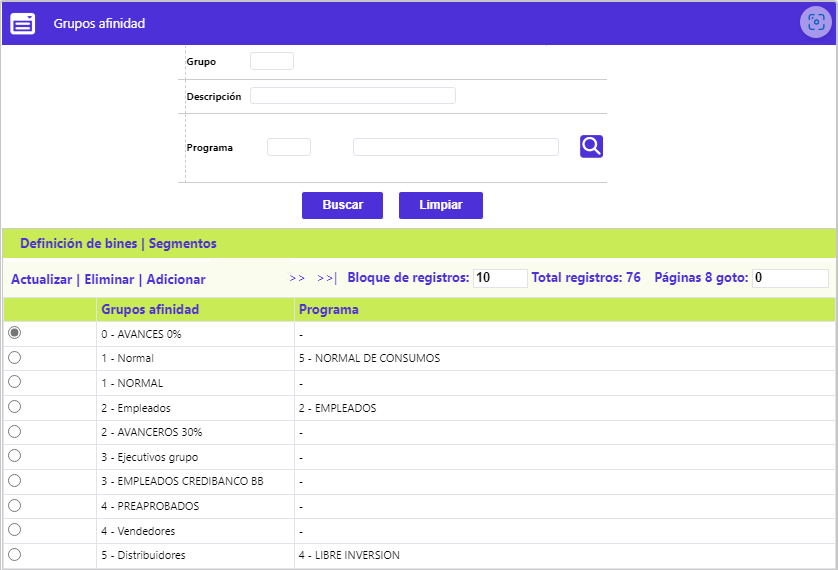 Grupos afinidad
Grupo
Descripción
Programa
Buscar Limpiar
Definición de bines | Segmentos
Actualizar | Eliminar | Adicionar >> >>| Bloque de registros: 10 Total registros: 76 Páginas 8 goto: 0
Grupos afinidad Programa
0 - AVANCES 0% -
1 - Normal 5 - NORMAL DE CONSUMOS
1 - NORMAL -
2 - Empleados 2 - EMPLEADOS
2 - AVANCEROS 30% -
3 - Ejecutivos grupo -
3 - EMPLEADOS CREDIBANCO BB -
4 - PREAPROBADOS -
4 - Vendedores -
5 - Distribuidores 4 - LIBRE INVERSION